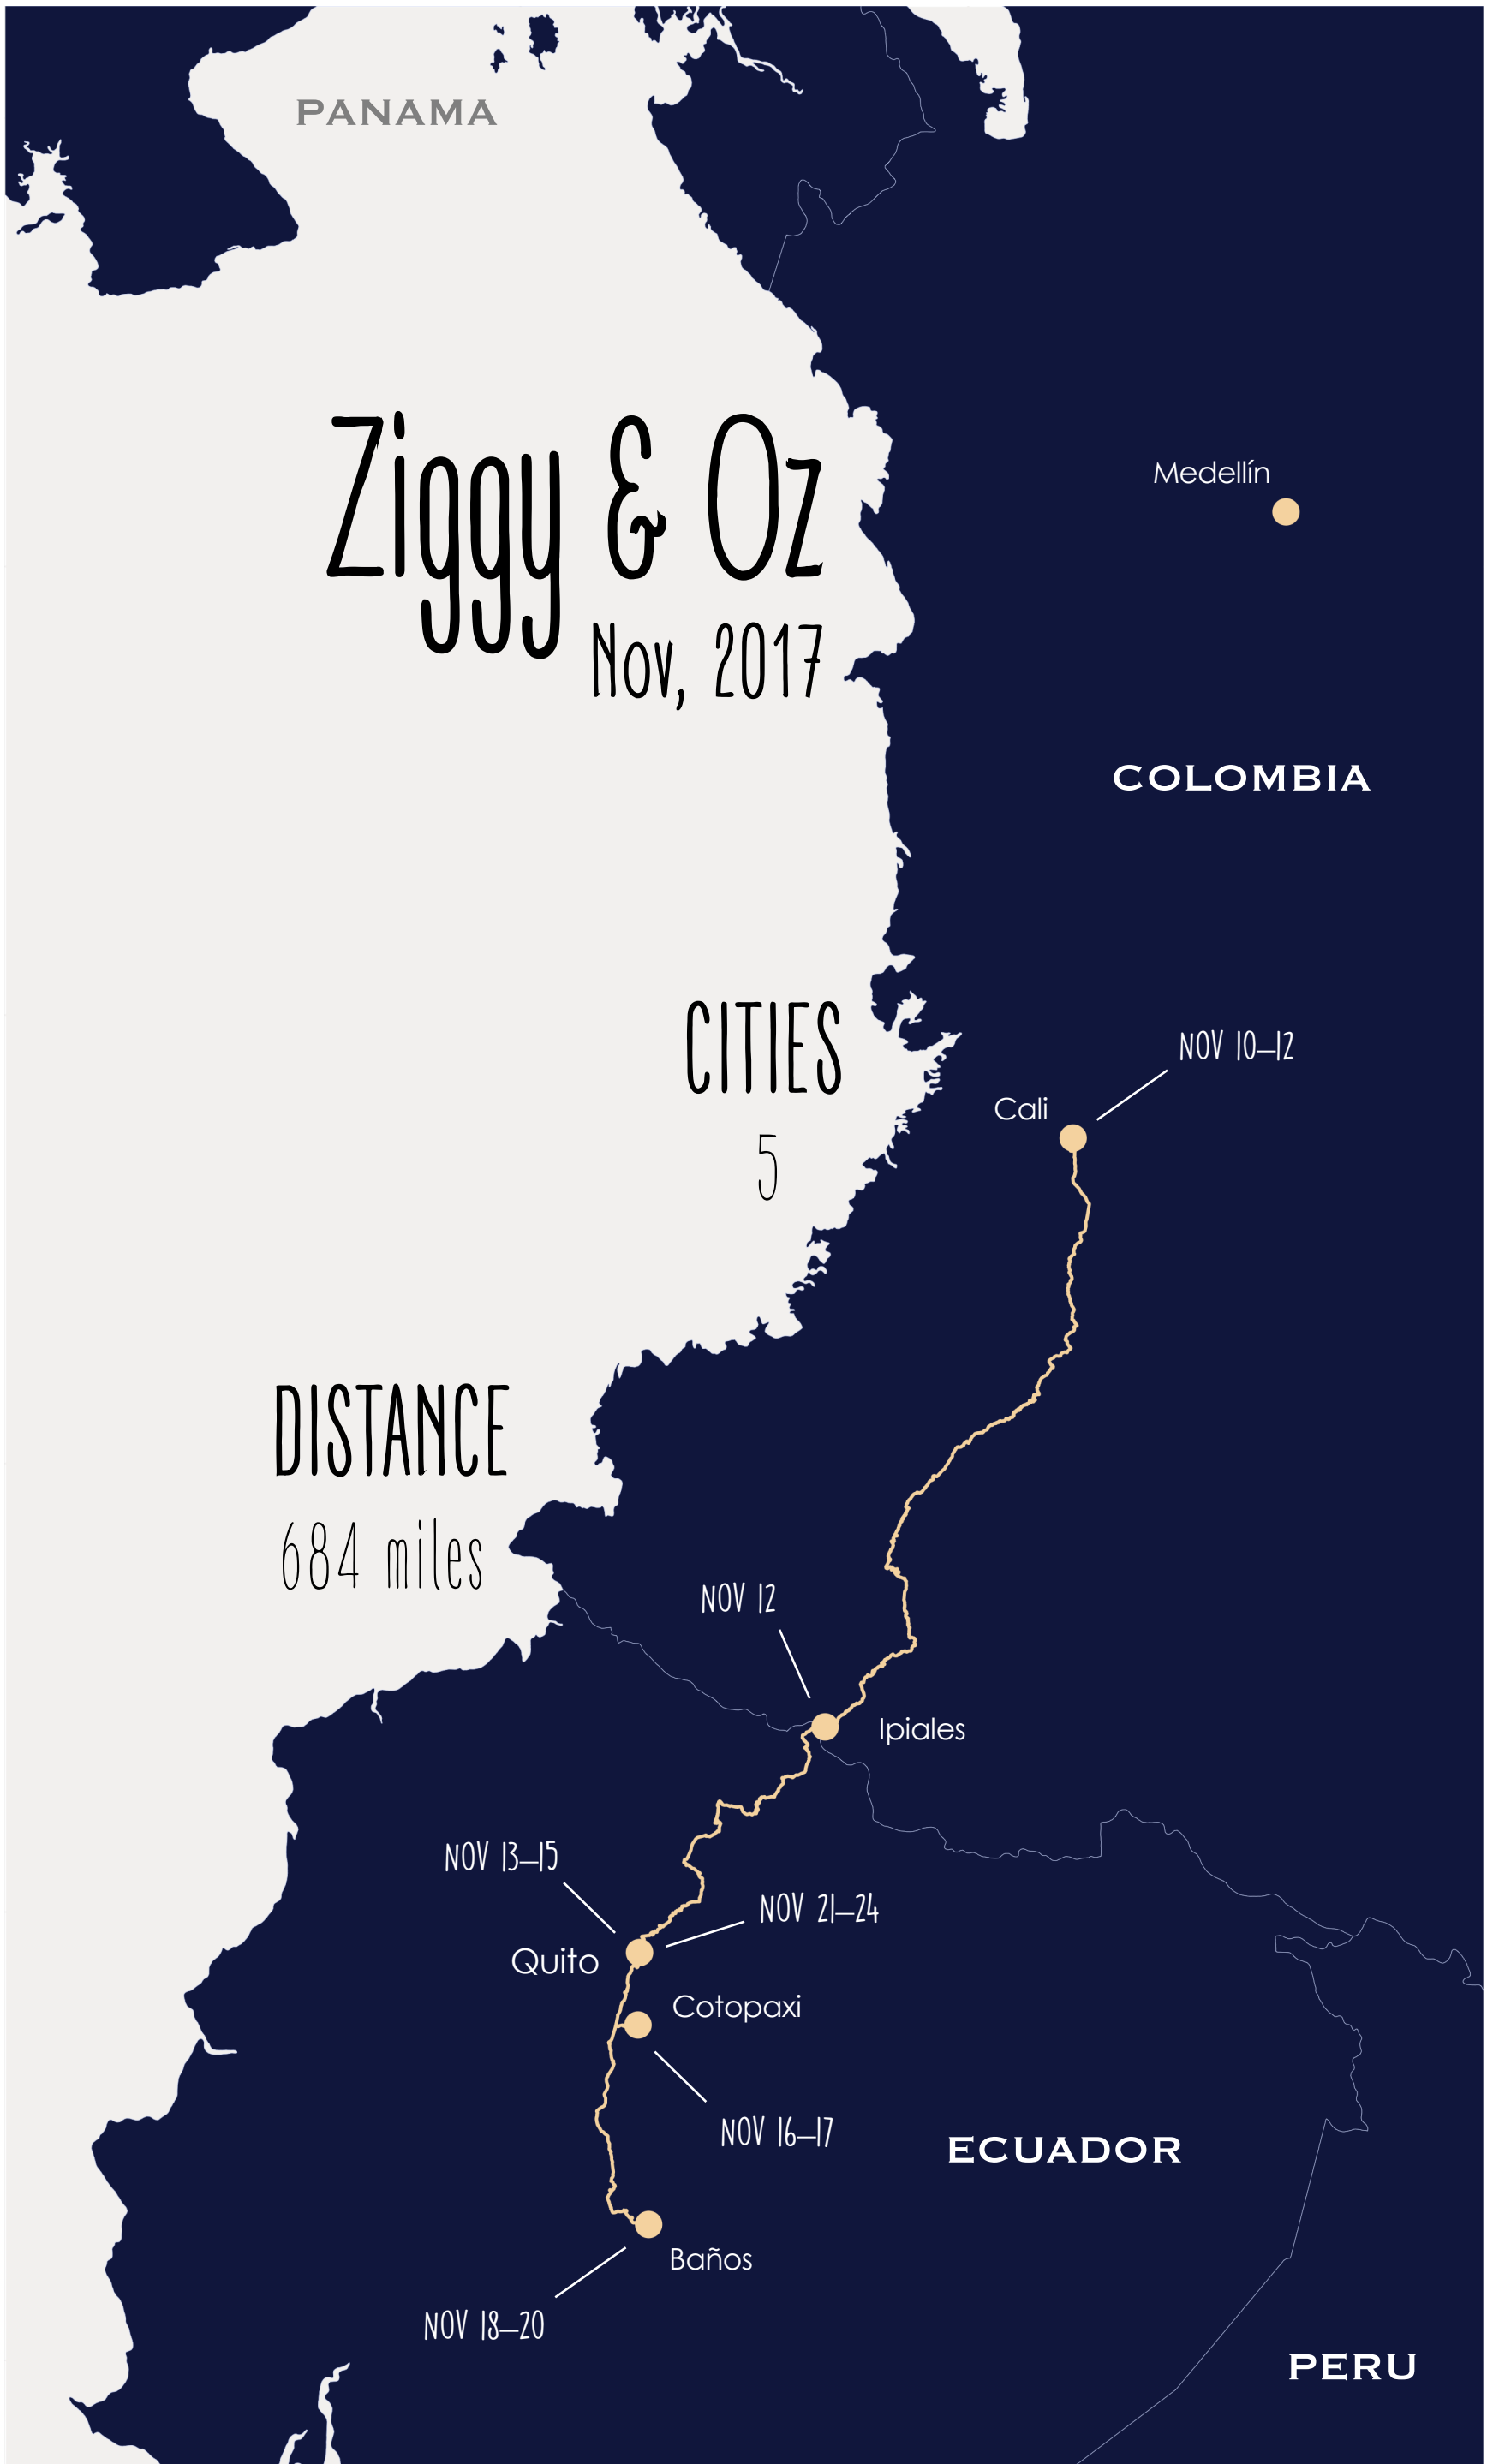 PANAMA
Ziggy & Oz
Nov, 2017
Medellín
COLOMBIA
CITIES
5
NOV 10–12
Cali
DISTANCE
684 miles
NOV 12
Ipiales
NOV 13–15
NOV 21–24
Quito
Cotopaxi
NOV 16–17
ECUADOR
Baños
NOV 18–20
PERU